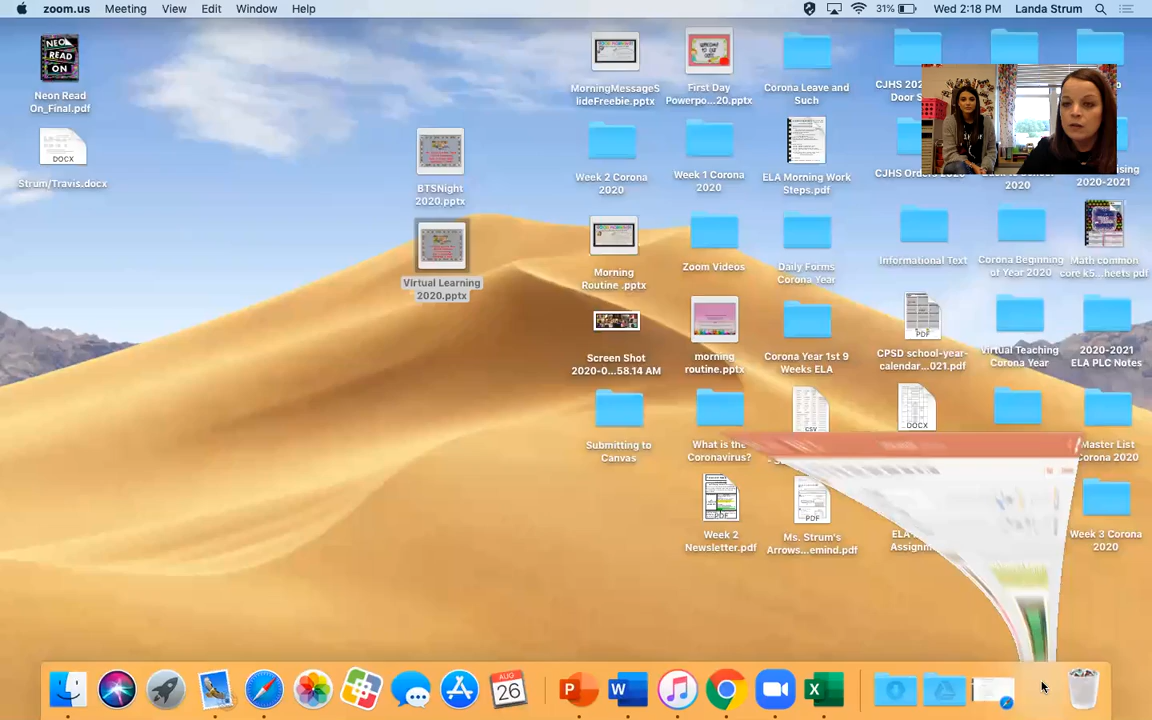 zoom.us Meeting View Edit Window Help
31% Wed 2:18 PM Landa Strum
Neon Read
On_Final.pdf
DOCX
Strum/Travis.docx
BTSNight
2020.pptx
Virtual Learning
2020.pptx
MorningMessageS
lideFreebie.pptx
First Day
Powerpo...20.pptx
Corona Leave and
Such
CJHS 202
Door S
Week 2 Corona
2020
Week 1 Corona
2020
ELA Morning Work
Steps.pdf
CJHS
2020
2020-2021
Morning
Routine .pptx
Zoom Videos
Daily Forms
Corona Year
Informational Text
Corona Beginning
of Year 2020
Math common
core k5...heets pdf
Screen Shot
2020-0...58.14 AM
morning
routine.pptx
Corona Year 1st 9
Weeks ELA
PDF
CPSD school-year-
calendar...021.pdf
Virtual Teaching
Corona Year
2020-2021
ELA PLC Notes
Submitting to
Canvas
What is the
Coronavirus?
CSV
DOCX
Master List
Corona 2020
PDF
Week 2
Newsletter.pdf
PDF
Ms. Strum's
Arrows...emind.pdf
ELA
Assignm
Week 3 Corona
2020
AUG
26